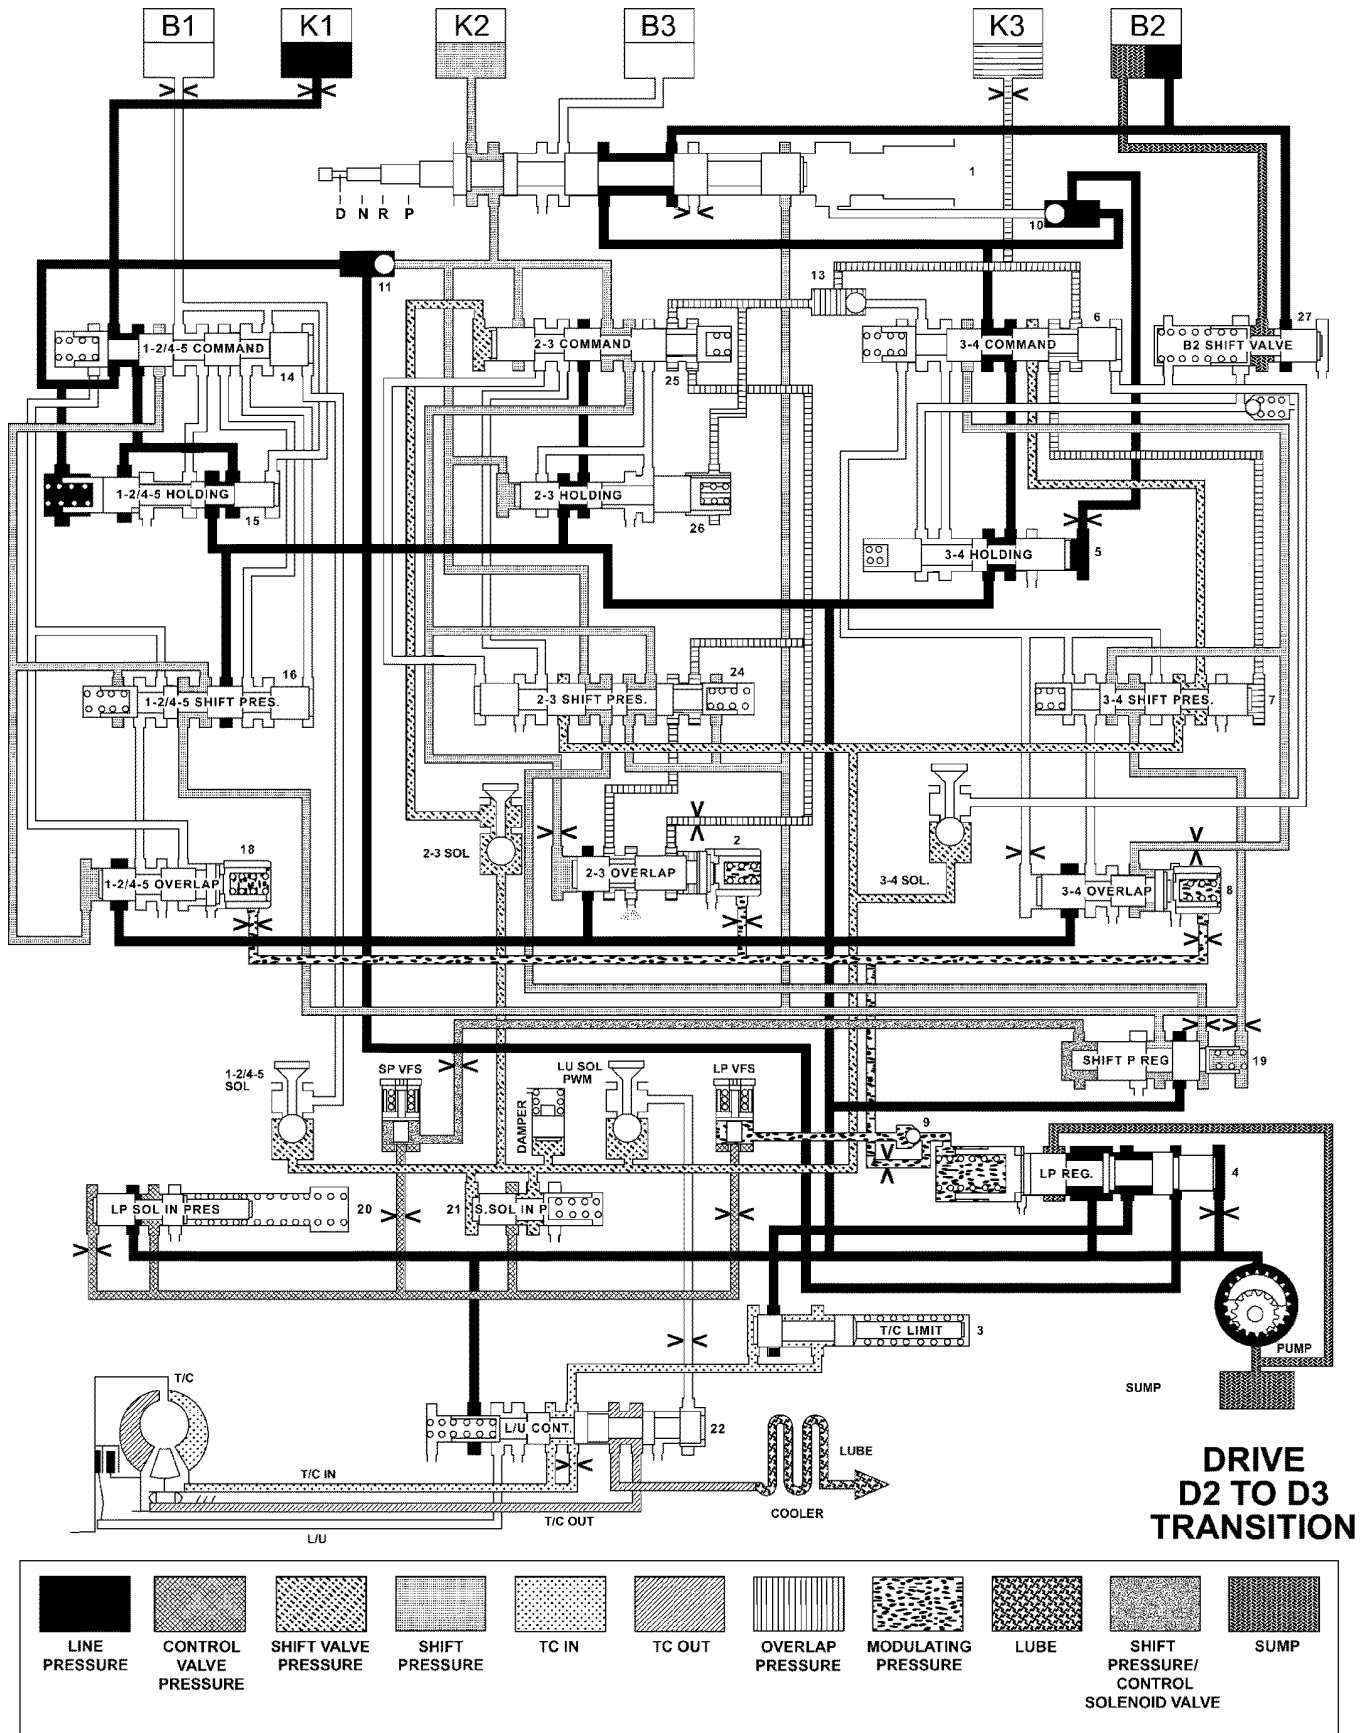 B1 K1 K2 B3 K3 B2
1
D N R P
10
11
13
6
27
1-2/4-5 COMMAND
2-3 COMMAND
3-4 COMMAND
B2 SHIFT VALVE
14
25
1-2/4-5 HOLDING
2-3 HOLDING
15
26
3-4 HOLDING
5
16
24
1-2/4-5 SHIFT PRES.
2-3 SHIFT PRES.
3-4 SHIFT PRES.
7
2-3 SOL
18
2
3-4 SOL.
1-2/4-5 OVERLAP
2-3 OVERLAP
3-4 OVERLAP
8
SHIFT P REG
19
1-2/4-5
SOL
SP VFS
LU SOL
PWM
LP VFS
DAMPER
9
LP REG.
4
LP SOL IN PRES
20
21
S.SOL IN P
T/C LIMIT
3
PUMP
SUMP
T/C
L/U CONT.
22
LUBE
T/C IN
COOLER
T/C OUT
L/U
DRIVE
D2 TO D3
TRANSITION
LINE
PRESSURE
CONTROL
VALVE
PRESSURE
SHIFT VALVE
PRESSURE
SHIFT
PRESSURE
TC IN
TC OUT
OVERLAP
PRESSURE
MODULATING
PRESSURE
LUBE
SHIFT
PRESSURE/
CONTROL
SOLENOID VALVE
SUMP